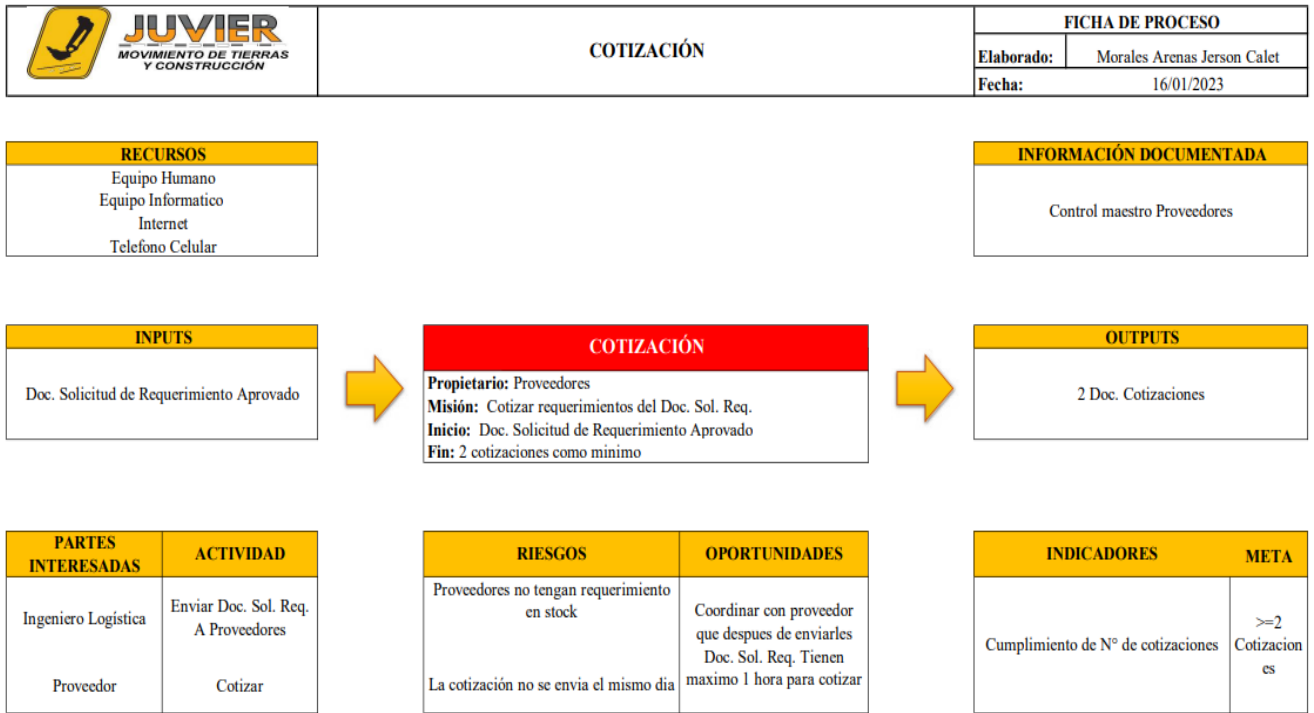 JUVIER
MOVIMIENTO DE TIERRAS
Y CONSTRUCCIÓN
COTIZACIÓN
FICHA DE PROCESO
Elaborado: Morales Arenas Jerson Calet
Fecha: 16/01/2023
RECURSOS
Equipo Humano
Equipo Informatico
Internet
Telefono Celular
INFORMACIÓN DOCUMENTADA
Control maestro Proveedores
INPUTS
Doc. Solicitud de Requerimiento Aprovado
COTIZACIÓN
Propietario: Proveedores
Misión: Cotizar requerimientos del Doc. Sol. Req.
Inicio: Doc. Solicitud de Requerimiento Aprovado
Fin: 2 cotizaciones como minimo
OUTPUTS
2 Doc. Cotizaciones
PARTES
INTERESADAS
ACTIVIDAD
Ingeniero Logística
Enviar Doc. Sol. Req.
A Proveedores
Proveedor
Cotizar
RIESGOS
OPORTUNIDADES
Proveedores no tengan requerimiento
en stock
La cotización no se envia el mismo dia
Coordinar con proveedor
que despues de enviarles
Doc. Sol. Req. Tienen
maximo 1 hora para cotizar
INDICADORES
META
Cumplimiento de N° de cotizaciones
>=2
Cotizacion
es